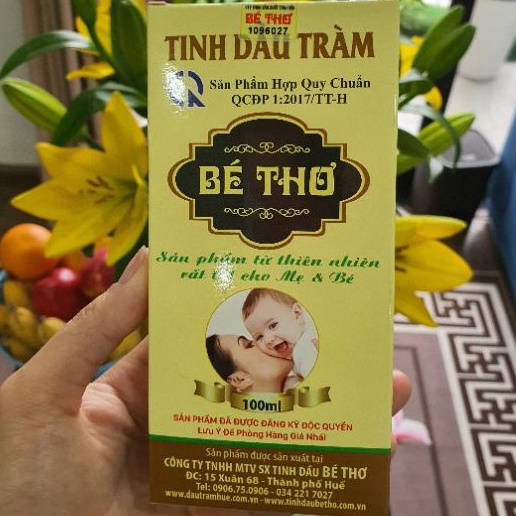 BÉ THƠ
1096027
TINH DẦU TRÀM
Sản Phẩm Hợp Quy Chuẩn
QCĐP 1:2017/TT-H
BÉ THƠ
Sản phẩm từ thiên nhiên
rất tốt cho Mẹ & Bé
100ml
SẢN PHẨM ĐÃ ĐƯỢC ĐĂNG KÝ ĐỘC QUYỀN
Lưu Ý Đề Phòng Hàng Giả Nhái
Sản phẩm được sản xuất tại
CÔNG TY TNHH MTV SX TINH DẦU BÉ THƠ
ĐC: 15 Xuân 68 - Thành phố Huế
Tel: 0906.75.0906 - 034 221 7027
www.dautramhue.com.vn - www.tinhdaubetho.com.vn